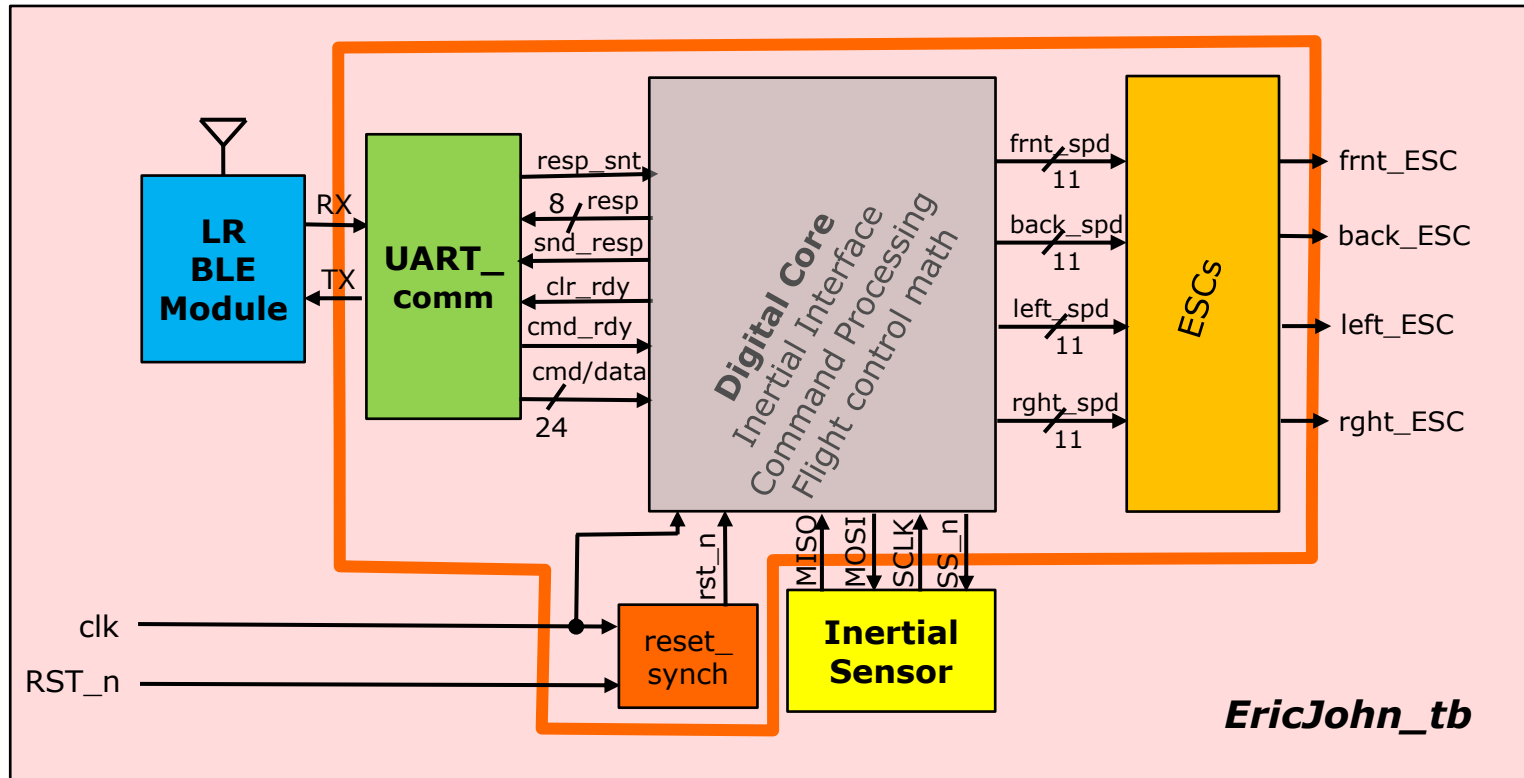 LR
BLE
Module
RX
TX
UART_
comm
resp_snt
8
resp
snd_resp
clr_rdy
cmd_rdy
cmd/data
24
Digital Core
Inertial Interface
Command Processing
Flight control math
frnt_spd
11
back_spd
11
left_spd
11
rght_spd
11
ESCs
frnt_ESC
back_ESC
left_ESC
rght_ESC
clk
RST_n
rst_n
reset_
synch
MISO
MOSI
SCLK
SS_n
Inertial
Sensor
EricJohn_tb